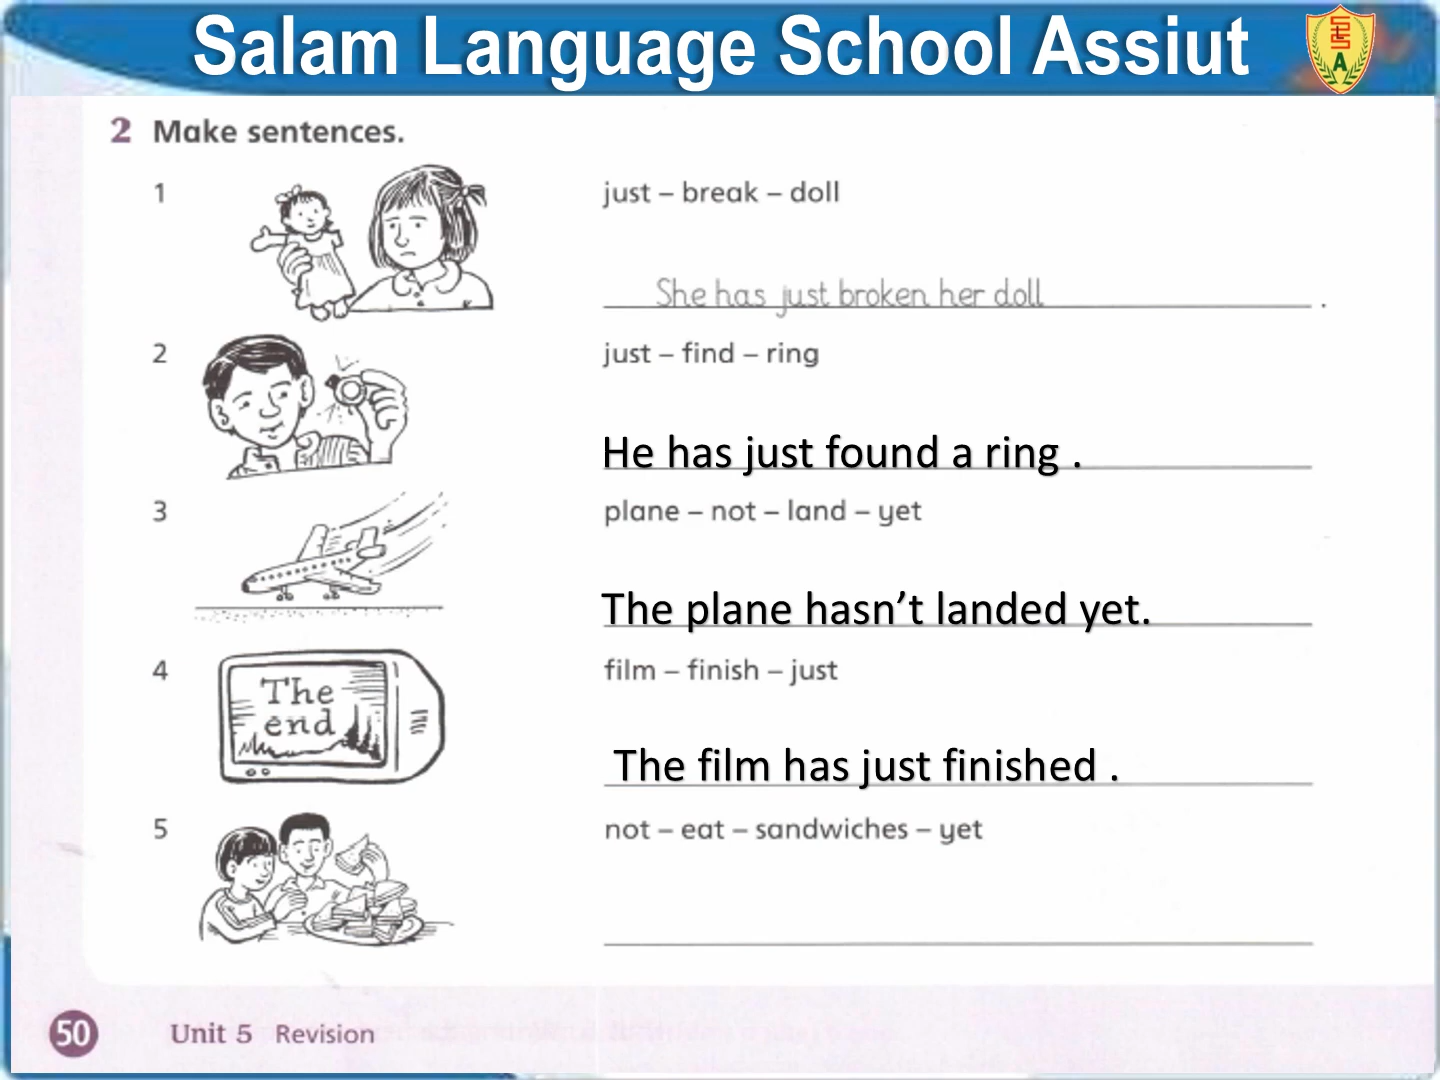 Salam Language School Assiut
SLS
A
2 Make sentences.
1
just – break – doll
She has just broken her doll .
2
just – find – ring
He has just found a ring .
3
plane – not – land – yet
The plane hasn’t landed yet.
4
The
end
film – finish – just
The film has just finished .
5
not – eat – sandwiches – yet
50 Unit 5 Revision